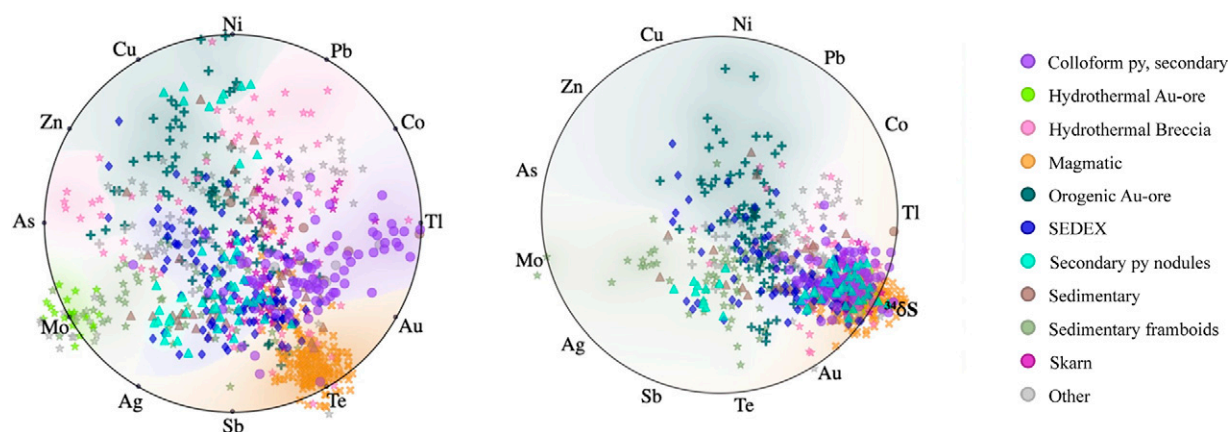 Ni
Pb
Co
Tl
Au
Te
Sb
Ag
Mo
As
Zn
Cu
Ni
Pb
Co
Tl
³⁴δS
Au
Te
Sb
Ag
Mo
As
Zn
Cu
Colloform py, secondary
Hydrothermal Au-ore
Hydrothermal Breccia
Magmatic
Orogenic Au-ore
SEDEX
Secondary py nodules
Sedimentary
Sedimentary framboids
Skarn
Other